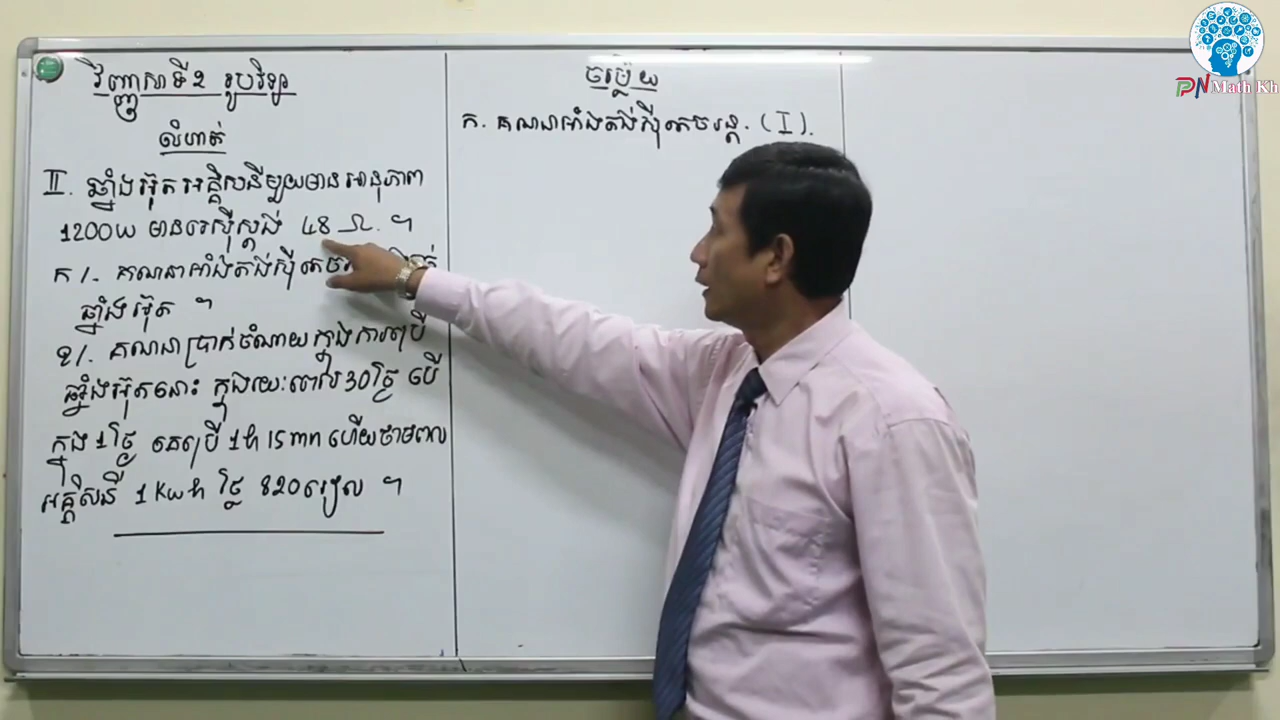 វិញ្ញាសាទី2 រូបវិទ្យា
លំហាត់
II. ឆ្នាំងអ៊ុតអគ្គិសនីមួយមានអានុភាព
1200W មានរេស៊ីស្តង់ 48Ω ។
ក/. គណនាអាំងតង់ស៊ីតេច
ឆ្នាំងអ៊ុត ។
ខ/. គណនាប្រាក់ចំណាយក្នុងការប្រើ
ឆ្នាំងអ៊ុតនោះ ក្នុងរយៈពេល30ថ្ងៃ បើ
ក្នុង1ថ្ងៃ គេប្រើ 1h 15mn ហើយថាមពល
អគ្គិសនី 1Kwh ថ្លៃ 820រៀល ។
ចម្លើយ
ក. គណនាអាំងតង់ស៊ីតេចរន្ត. (I).
PN Math Kh